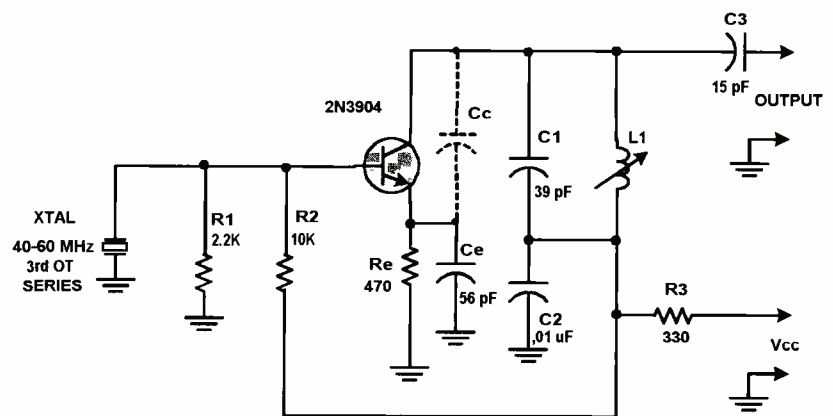 C3
15 pF
OUTPUT
2N3904
Cc
C1
39 pF
L1
XTAL
40-60 MHz
3rd OT
SERIES
R1
2.2K
R2
10K
Re
470
Ce
56 pF
C2
,01 uF
R3
330
Vcc